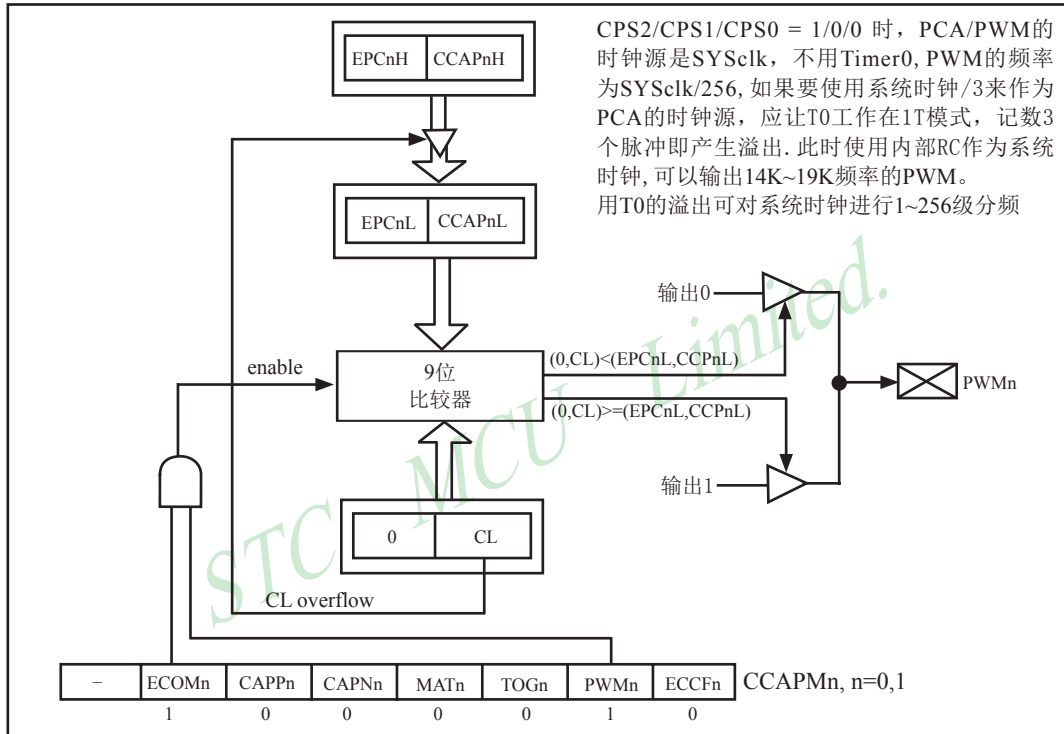 CPS2/CPS1/CPS0 = 1/0/0 时，PCA/PWM的
时钟源是SYSclk，不用Timer0, PWM的频率
为SYSclk/256, 如果要使用系统时钟/3来作为
PCA的时钟源，应让T0工作在1T模式，记数3
个脉冲即产生溢出. 此时使用内部RC作为系统
时钟, 可以输出14K~19K频率的PWM。
用T0的溢出可对系统时钟进行1~256级分频
EPCnH CCAPnH
EPCnL CCAPnL
输出0
enable
9位
比较器
(0,CL)<(EPCnL,CCPnL)
(0,CL)>=(EPCnL,CCPnL)
PWMn
输出1
0 CL
CL overflow
STC MCU Limited.
– ECOMn CAPPn CAPNn MATn TOGn PWMn ECCFn CCAPMn, n=0,1
1 0 0 0 0 1 0